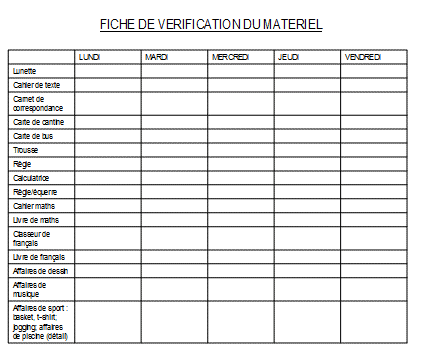 FICHE DE VERIFICATION DU MATERIEL
LUNDI MARDI MERCREDI JEUDI VENDREDI
Lunette
Cahier de texte
Carnet de
correspondance
Carte de cantine
Carte de bus
Trousse
Règle
Calculatrice
Règle/équerre
Cahier maths
Livre de maths
Classeur de
français
Livre de français
Affaires de dessin
Affaires de
musique
Affaires de sport :
basket, t-shirt;
jogging; affaires
de piscine (détail)